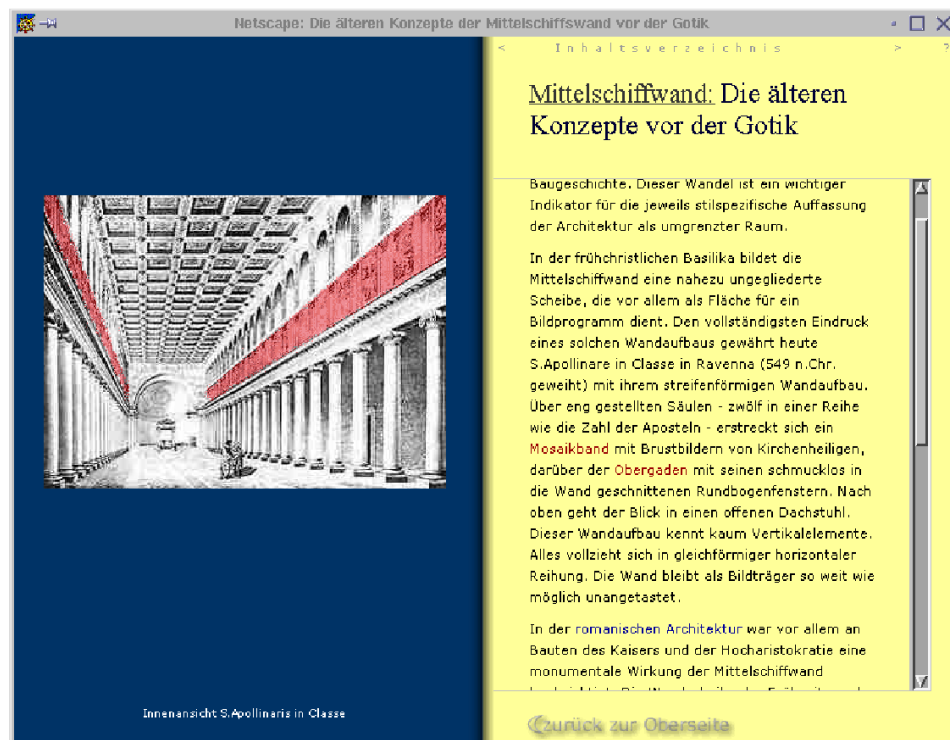 Netscape: Die älteren Konzepte der Mittelschiffswand vor der Gotik
< Inhaltsverzeichnis > ?
Mittelschiffwand: Die älteren
Konzepte vor der Gotik
Baugeschichte. Dieser Wandel ist ein wichtiger
Indikator für die jeweils stilspezifische Auffassung
der Architektur als umgrenzter Raum.
In der frühchristlichen Basilika bildet die
Mittelschiffwand eine nahezu ungegliederte
Scheibe, die vor allem als Fläche für ein
Bildprogramm dient. Den vollständigsten Eindruck
eines solchen Wandaufbaus gewährt heute
S.Apollinare in Classe in Ravenna (549 n.Chr.
geweiht) mit ihrem streifenförmigen Wandaufbau.
Über eng gestellten Säulen - zwölf in einer Reihe
wie die Zahl der Aposteln - erstreckt sich ein
Mosaikband mit Brustbildern von Kirchenheiligen,
darüber der Obergaden mit seinen schmucklos in
die Wand geschnittenen Rundbogenfenstern. Nach
oben geht der Blick in einen offenen Dachstuhl.
Dieser Wandaufbau kennt kaum Vertikalelemente.
Alles vollzieht sich in gleichförmiger horizontaler
Reihung. Die Wand bleibt als Bildträger so weit wie
möglich unangetastet.
In der romanischen Architektur war vor allem an
Bauten des Kaisers und der Hocharistokratie eine
monumentale Wirkung der Mittelschiffwand
Innenansicht S.Apollinaris in Classe
zurück zur Oberseite